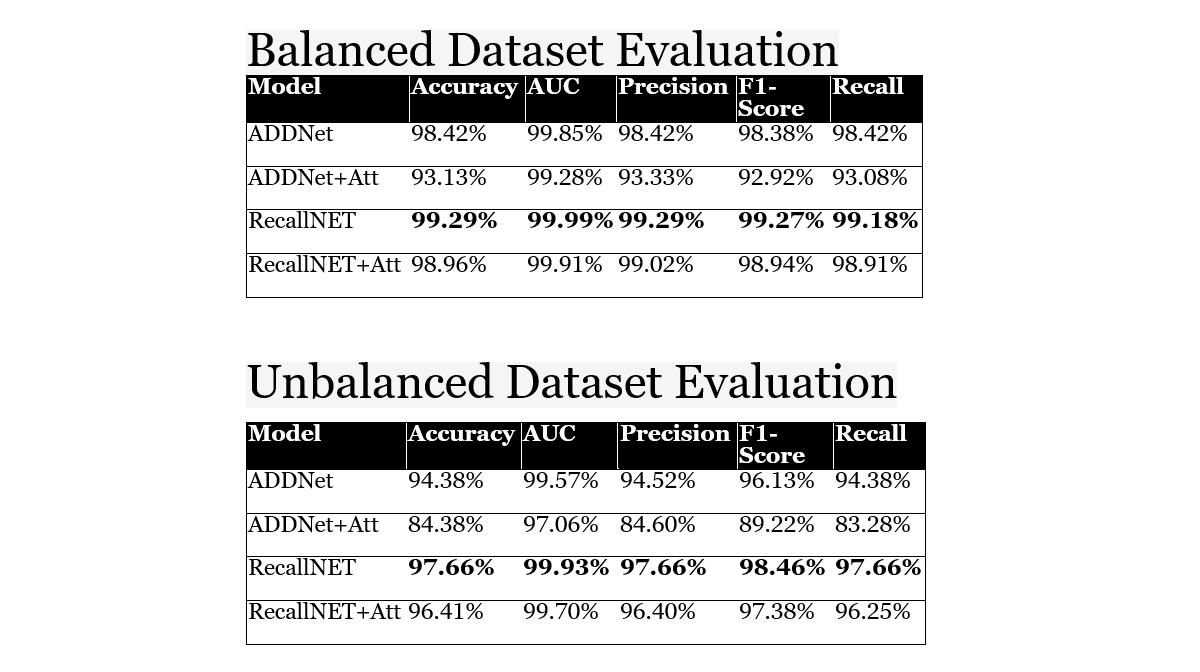 Balanced Dataset Evaluation
Model Accuracy AUC Precision F1-Score Recall
ADDNet 98.42% 99.85% 98.42% 98.38% 98.42%
ADDNet+Att 93.13% 99.28% 93.33% 92.92% 93.08%
RecallNET 99.29% 99.99% 99.29% 99.27% 99.18%
RecallNET+Att 98.96% 99.91% 99.02% 98.94% 98.91%
Unbalanced Dataset Evaluation
Model Accuracy AUC Precision F1-Score Recall
ADDNet 94.38% 99.57% 94.52% 96.13% 94.38%
ADDNet+Att 84.38% 97.06% 84.60% 89.22% 83.28%
RecallNET 97.66% 99.93% 97.66% 98.46% 97.66%
RecallNET+Att 96.41% 99.70% 96.40% 97.38% 96.25%